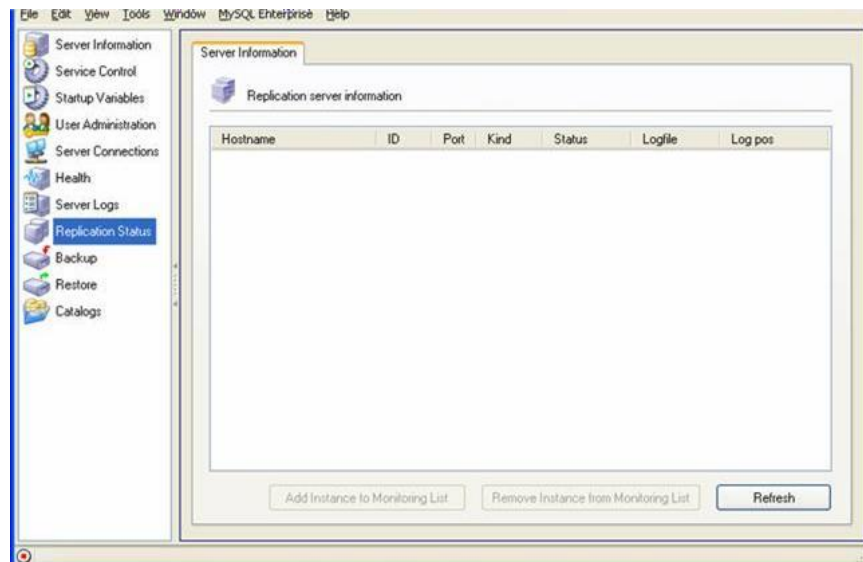 File Edit View Tools Window MySQL Enterprise Help
Server Information
Service Control
Startup Variables
User Administration
Server Connections
Health
Server Logs
Replication Status
Backup
Restore
Catalogs
Server Information
Replication server information
Hostname ID Port Kind Status Logfile Log pos
Add Instance to Monitoring List Remove Instance from Monitoring List Refresh